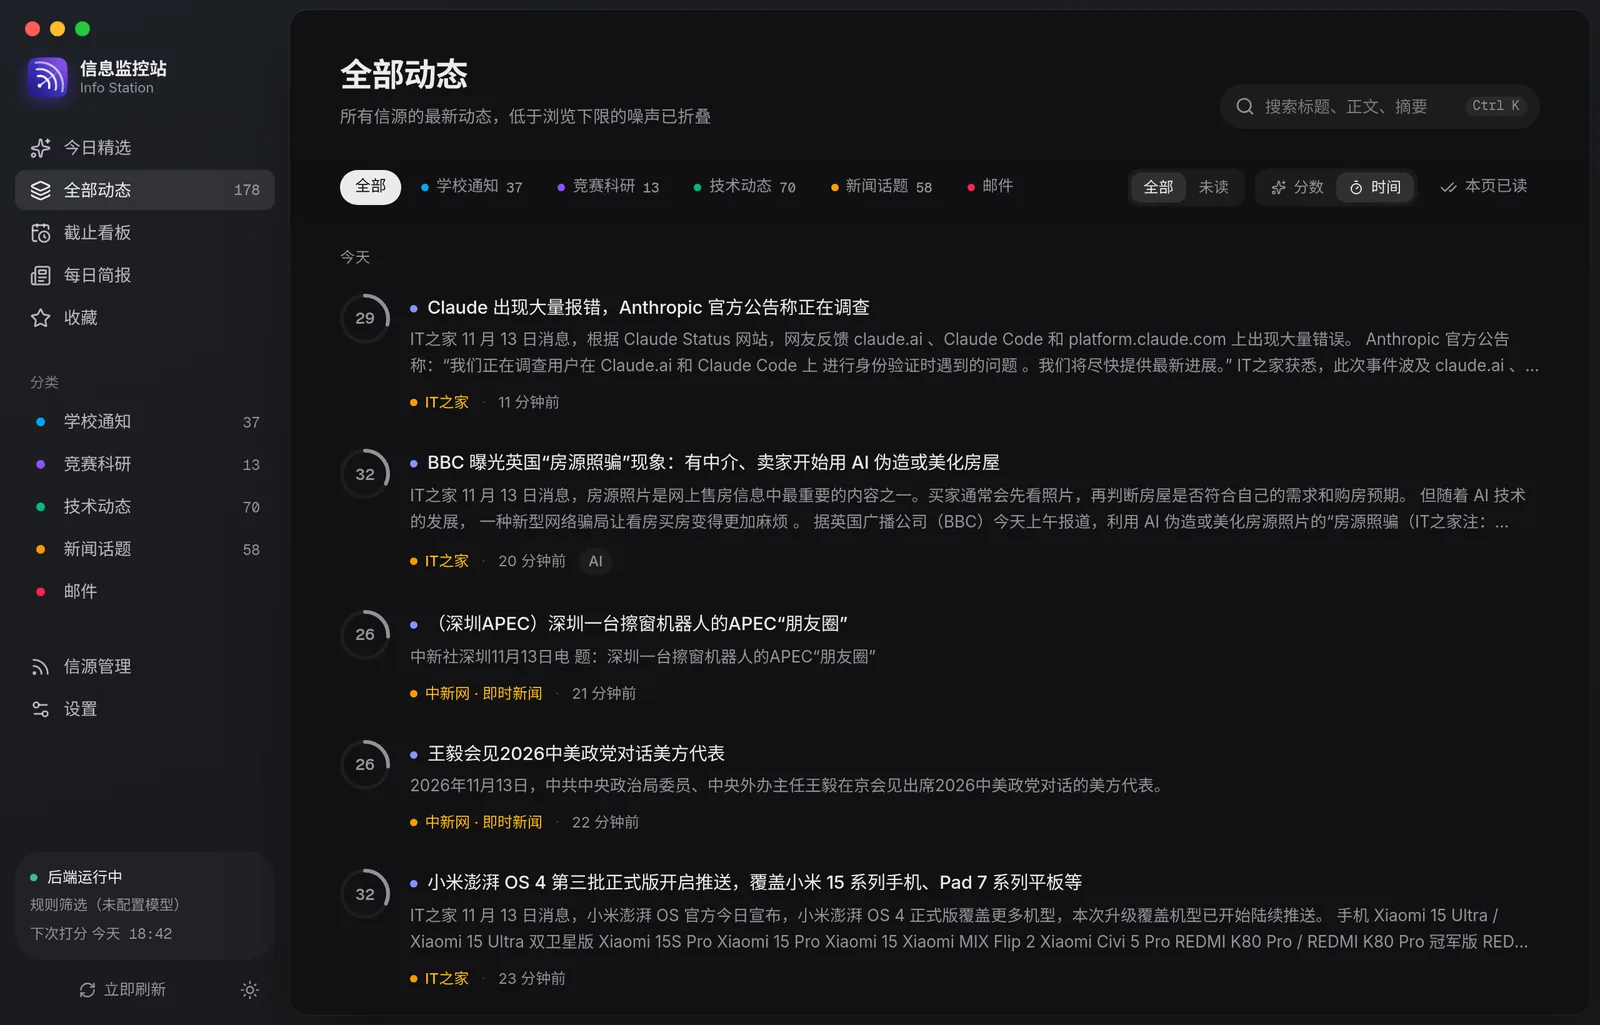 信息监控站
Info Station
今日精选
全部动态 178
截止看板
每日简报
收藏
分类
学校通知 37
竞赛科研 13
技术动态 70
新闻话题 58
邮件
信源管理
设置
后端运行中
规则筛选（未配置模型）
下次打分 今天 18:42
立即刷新
全部动态
所有信源的最新动态，低于浏览下限的噪声已折叠
搜索标题、正文、摘要 Ctrl K
全部 学校通知 37 竞赛科研 13 技术动态 70 新闻话题 58 邮件 全部 未读 分数 时间 本页已读
今天
29
Claude 出现大量报错，Anthropic 官方公告称正在调查
IT之家 11 月 13 日消息，根据 Claude Status 网站，网友反馈 claude.ai 、Claude Code 和 platform.claude.com 上出现大量错误。 Anthropic 官方公告
称：“我们正在调查用户在 Claude.ai 和 Claude Code 上 进行身份验证时遇到的问题 。我们将尽快提供最新进展。” IT之家获悉，此次事件波及 claude.ai 、...
IT之家 · 11 分钟前
32
BBC 曝光英国“房源照骗”现象：有中介、卖家开始用 AI 伪造或美化房屋
IT之家 11 月 13 日消息，房源照片是网上售房信息中最重要的内容之一。买家通常会先看照片，再判断房屋是否符合自己的需求和购房预期。 但随着 AI 技术
的发展， 一种新型网络骗局让看房买房变得更加麻烦 。 据英国广播公司（BBC）今天上午报道，利用 AI 伪造或美化房源照片的“房源照骗（IT之家注：...
IT之家 · 20 分钟前 AI
26
（深圳APEC）深圳一台擦窗机器人的APEC“朋友圈”
中新社深圳11月13日电 题：深圳一台擦窗机器人的APEC“朋友圈”
中新网 · 即时新闻 · 21 分钟前
26
王毅会见2026中美政党对话美方代表
2026年11月13日，中共中央政治局委员、中央外办主任王毅在京会见出席2026中美政党对话的美方代表。
中新网 · 即时新闻 · 22 分钟前
32
小米澎湃 OS 4 第三批正式版开启推送，覆盖小米 15 系列手机、Pad 7 系列平板等
IT之家 11 月 13 日消息，小米澎湃 OS 官方今日宣布，小米澎湃 OS 4 正式版覆盖更多机型，本次升级覆盖机型已开始陆续推送。 手机 Xiaomi 15 Ultra /
Xiaomi 15 Ultra 双卫星版 Xiaomi 15S Pro Xiaomi 15 Pro Xiaomi 15 Xiaomi MIX Flip 2 Xiaomi Civi 5 Pro REDMI K80 Pro / REDMI K80 Pro 冠军版 RED...
IT之家 · 23 分钟前